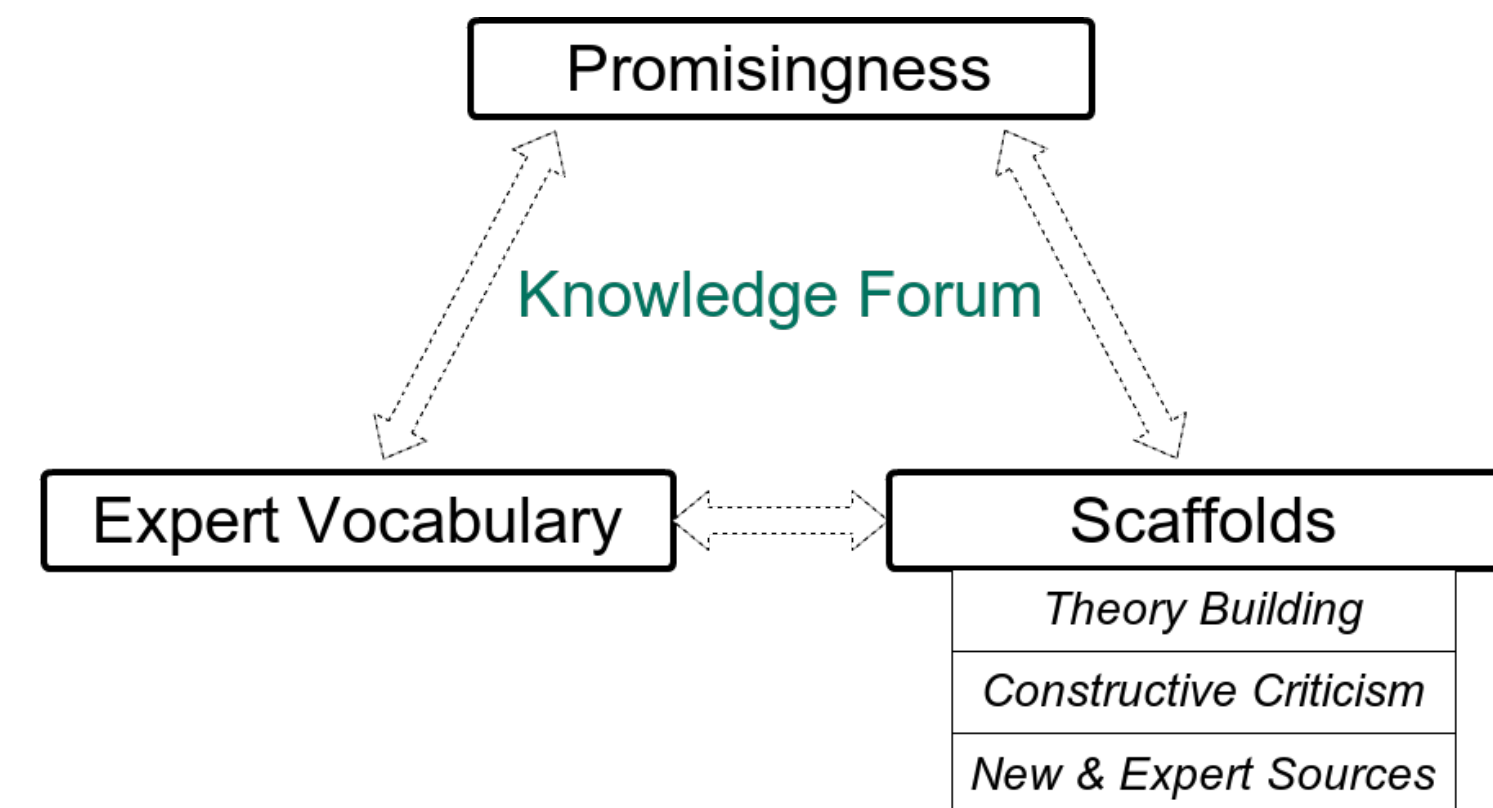 Promisingness
Knowledge Forum
Expert Vocabulary
Scaffolds
Theory Building
Constructive Criticism
New & Expert Sources